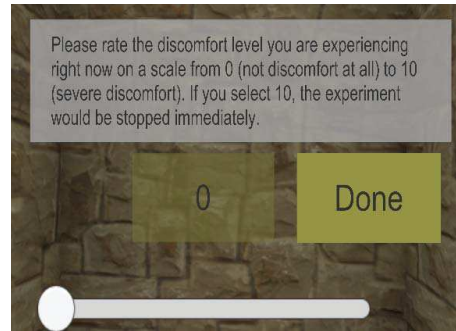 Please rate the discomfort level you are experiencing
right now on a scale from 0 (not discomfort at all) to 10
(severe discomfort). If you select 10, the experiment
would be stopped immediately.
0
Done